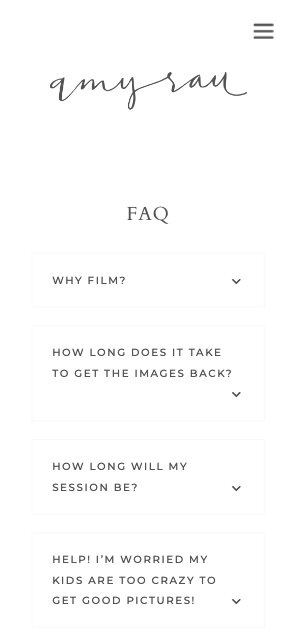 amy rau
FAQ
WHY FILM?
HOW LONG DOES IT TAKE
TO GET THE IMAGES BACK?
HOW LONG WILL MY
SESSION BE?
HELP! I'M WORRIED MY
KIDS ARE TOO CRAZY TO
GET GOOD PICTURES!